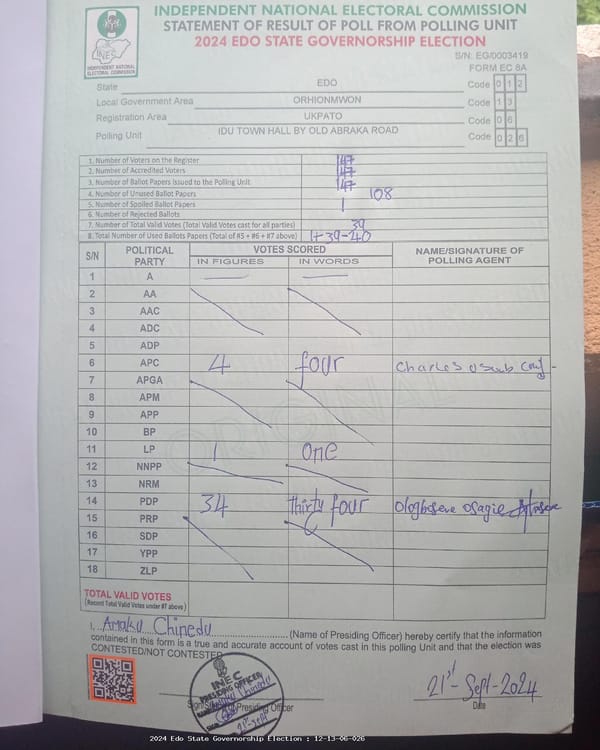 INDEPENDENT NATIONAL ELECTORAL COMMISSION
STATEMENT OF RESULT OF POLL FROM POLLING UNIT
2024 EDO STATE GOVERNORSHIP ELECTION
INEC
INDEPENDENT NATIONAL ELECTORAL COMMISSION
S/N: EG/0003419
FORM EC 8A
State EDO Code 0 1 2
Local Government Area ORHIONMWON Code 1 3
Registration Area UKPATO Code 0 6
Polling Unit IDU TOWN HALL BY OLD ABRAKA ROAD Code 0 2 6
1. Number of Voters on the Register 147
2. Number of Accredited Voters 147
3. Number of Ballot Papers Issued to the Polling Unit 147
4. Number of Unused Ballot Papers 108
5. Number of Spoiled Ballot Papers 1
6. Number of Rejected Ballots
7. Number of Total Valid Votes (Total Valid Votes cast for all parties) 39
8. Total Number of Used Ballots Papers (Total of #5 + #6 + #7 above) 1+39-40
S/N POLITICAL PARTY VOTES SCORED NAME/SIGNATURE OF POLLING AGENT
IN FIGURES IN WORDS
1 A
2 AA
3 AAC
4 ADC
5 ADP
6 APC 4 four Charles
7 APGA
8 APM
9 APP
10 BP
11 LP 1 One
12 NNPP
13 NRM
14 PDP 34 thirty four Ologbosere Osagie
15 PRP
16 SDP
17 YPP
18 ZLP
TOTAL VALID VOTES
(Record Total Valid Votes under #7 above)
I, Amaku Chinedu (Name of Presiding Officer) hereby certify that the information
contained in this form is a true and accurate account of votes cast in this polling Unit and that the election was
CONTESTED/NOT CONTESTED
INEC
PRESIDING OFFICER
Presiding Officer
21st-Sept-2024
Date
2024 Edo State Governorship Election : 12-13-06-026